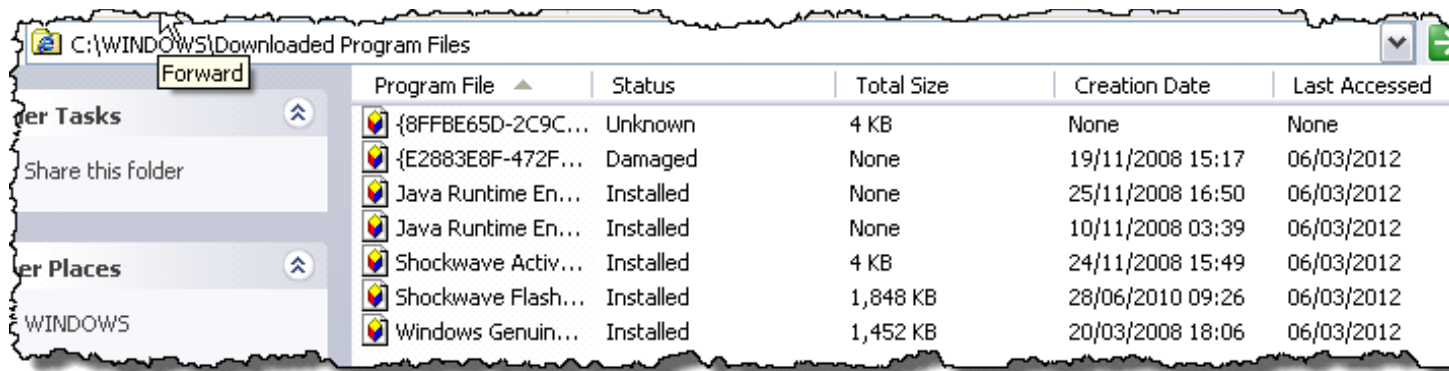 C:\WINDOWS\Downloaded Program Files
Forward
Program File Status Total Size Creation Date Last Accessed
{8FFBE65D-2C9C... Unknown 4 KB None None
{E2883E8F-472F... Damaged None 19/11/2008 15:17 06/03/2012
Java Runtime En... Installed None 25/11/2008 16:50 06/03/2012
Java Runtime En... Installed None 10/11/2008 03:39 06/03/2012
Shockwave Activ... Installed 4 KB 24/11/2008 15:49 06/03/2012
Shockwave Flash... Installed 1,848 KB 28/06/2010 09:26 06/03/2012
Windows Genuin... Installed 1,452 KB 20/03/2008 18:06 06/03/2012
der Tasks
Share this folder
er Places
WINDOWS